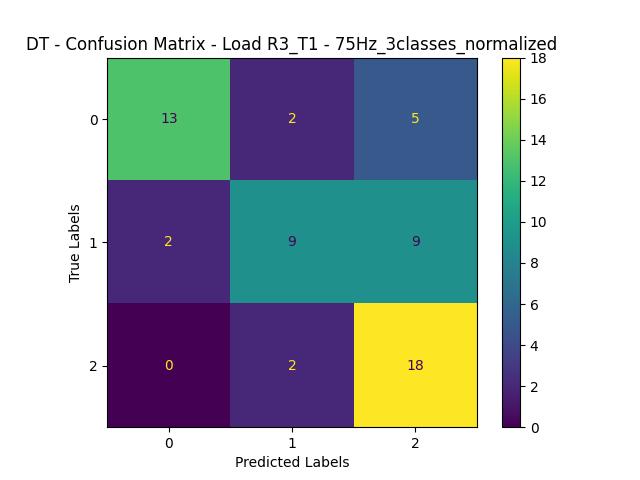 DT - Confusion Matrix - Load R3_T1 - 75Hz_3classes_normalized
True Labels
0
1
2
13 2 5
2 9 9
0 2 18
0 1 2
Predicted Labels
18
16
14
12
10
8
6
4
2
0